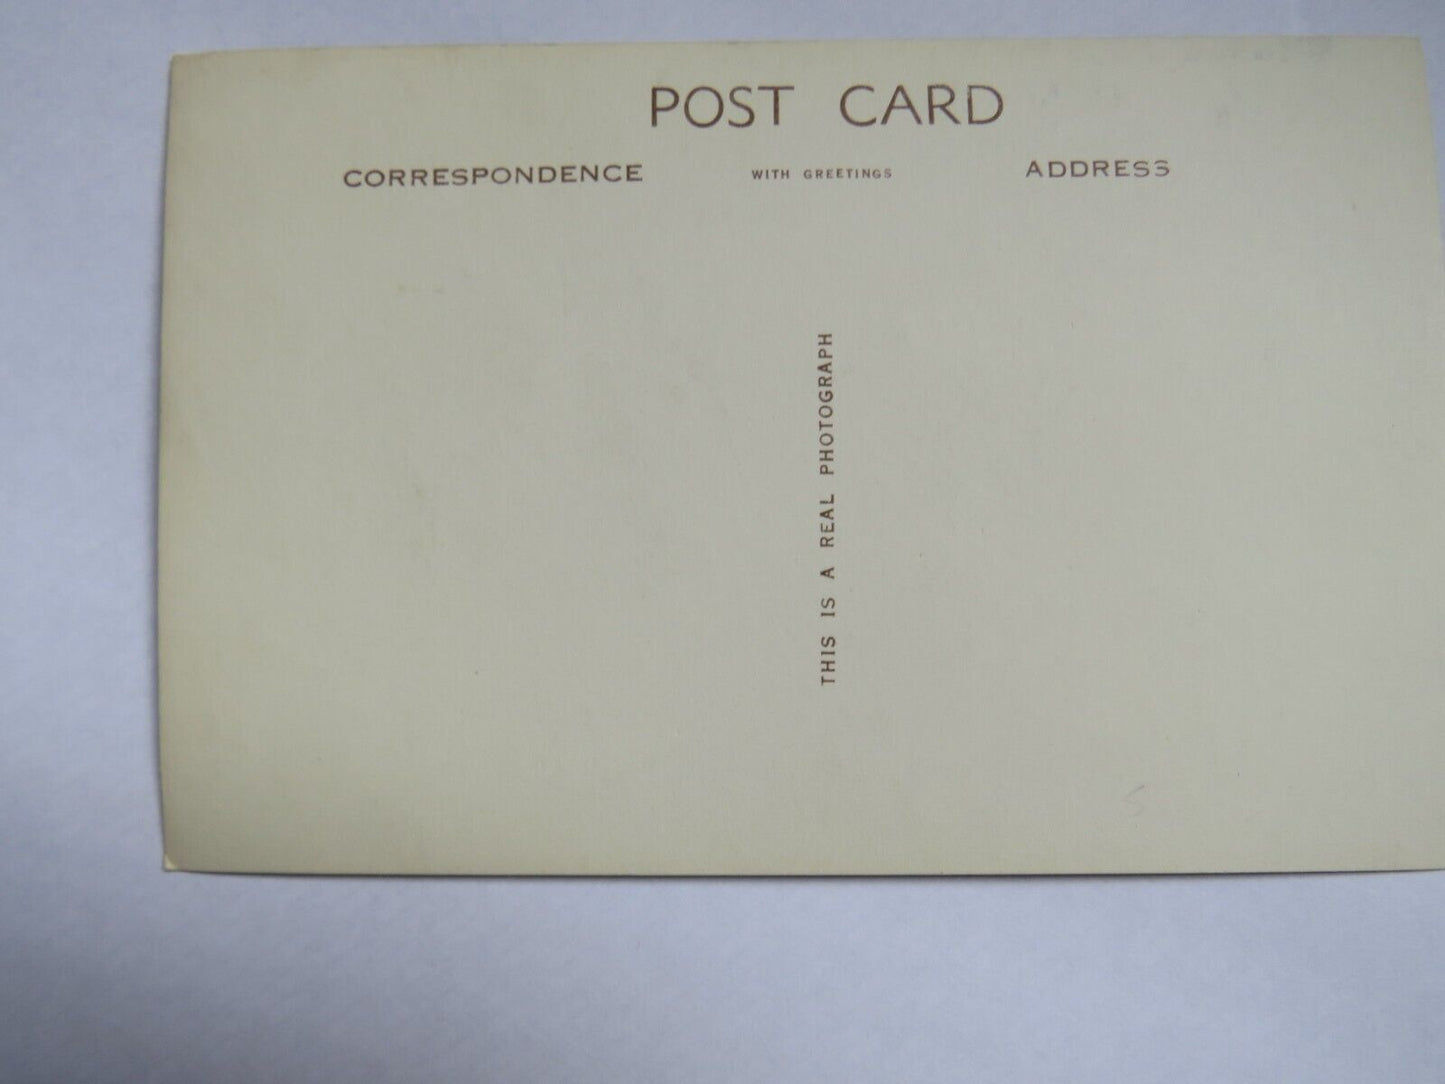 POST CARD
CORRESPONDENCE
WITH GREETINGS
ADDRESS
THIS IS A REAL PHOTOGRAPH